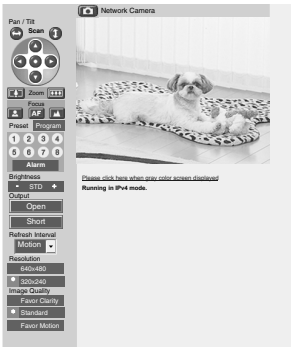 Network Camera
Pan / Tilt
Scan
Zoom
Focus
AF
Preset Program
1 2 3 4
5 6 7 8
Alarm
Brightness
- STD +
Output
Open
Short
Refresh Interval
Motion
Resolution
640x480
320x240
Image Quality
Favor Clarity
Standard
Favor Motion
Please click here when gray color screen displayed
Running in IPv4 mode.